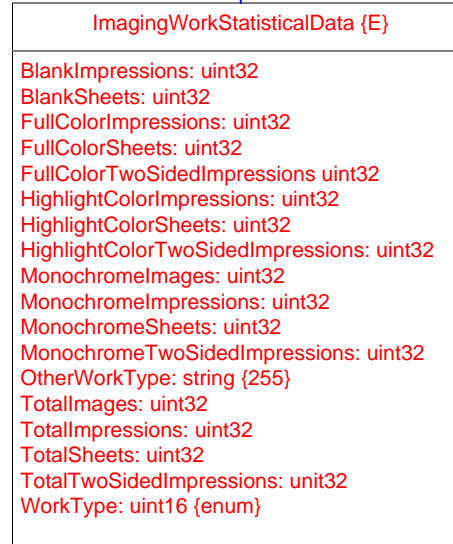 ImagingWorkStatisticalData {E}
BlankImpressions: uint32
BlankSheets: uint32
FullColorImpressions: uint32
FullColorSheets: uint32
FullColorTwoSidedImpressions uint32
HighlightColorImpressions: uint32
HighlightColorSheets: uint32
HighlightColorTwoSidedImpressions: uint32
MonochromeImages: uint32
MonochromeImpressions: uint32
MonochromeSheets: uint32
MonochromeTwoSidedImpressions: uint32
OtherWorkType: string {255}
TotalImages: uint32
TotalImpressions: uint32
TotalSheets: uint32
TotalTwoSidedImpressions: unit32
WorkType: uint16 {enum}